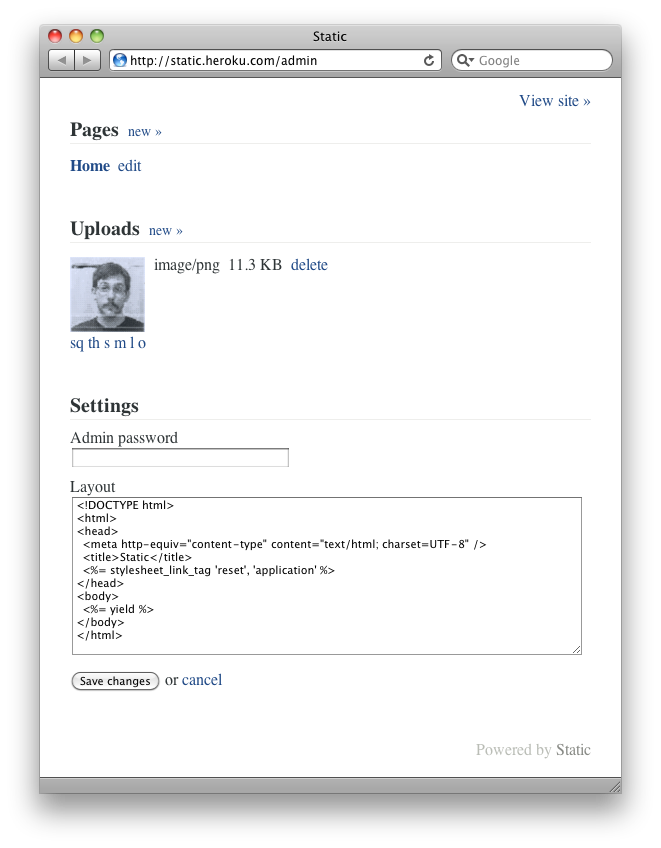 Static
http://static.heroku.com/admin
Google
View site »
Pages new »
Home edit
Uploads new »
image/png 11.3 KB delete
sq th s m l o
Settings
Admin password
Layout
<!DOCTYPE html>
<html>
<head>
  <meta http-equiv="content-type" content="text/html; charset=UTF-8" />
  <title>Static</title>
  <%= stylesheet_link_tag 'reset', 'application' %>
</head>
<body>
  <%= yield %>
</body>
</html>
Save changes or cancel
Powered by Static